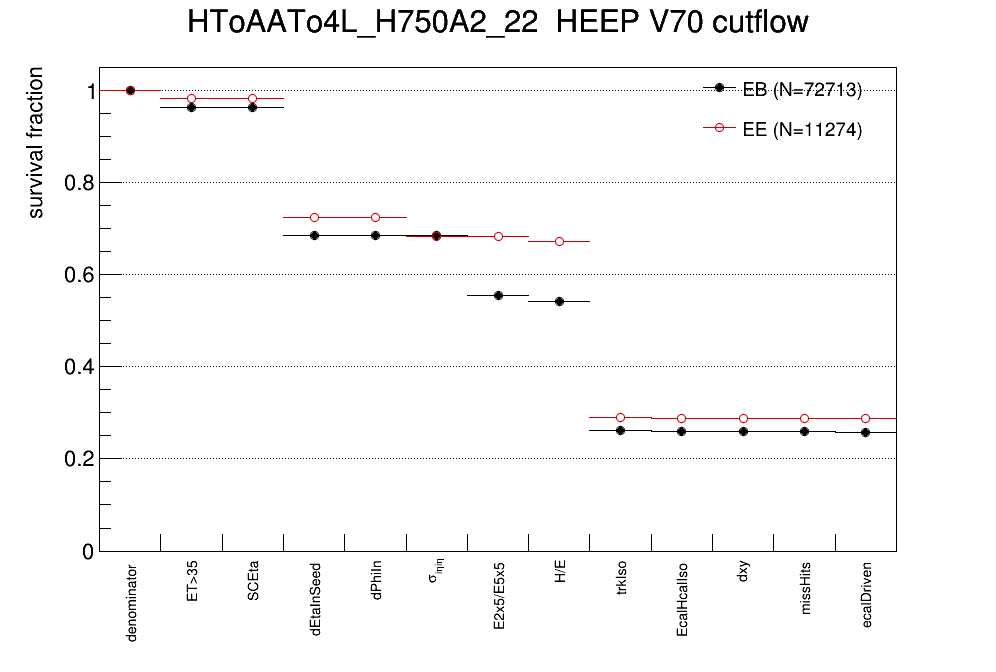 HToAATo4L_H750A2_22 HEEP V70 cutflow
survival fraction
1
0.8
0.6
0.4
0.2
0
EB (N=72713)
EE (N=11274)
denominator
ET>35
SCEta
dEtaInSeed
dPhiIn
σiηiη
E2x5/E5x5
H/E
trkIso
EcalHcalIso
dxy
missHits
ecalDriven